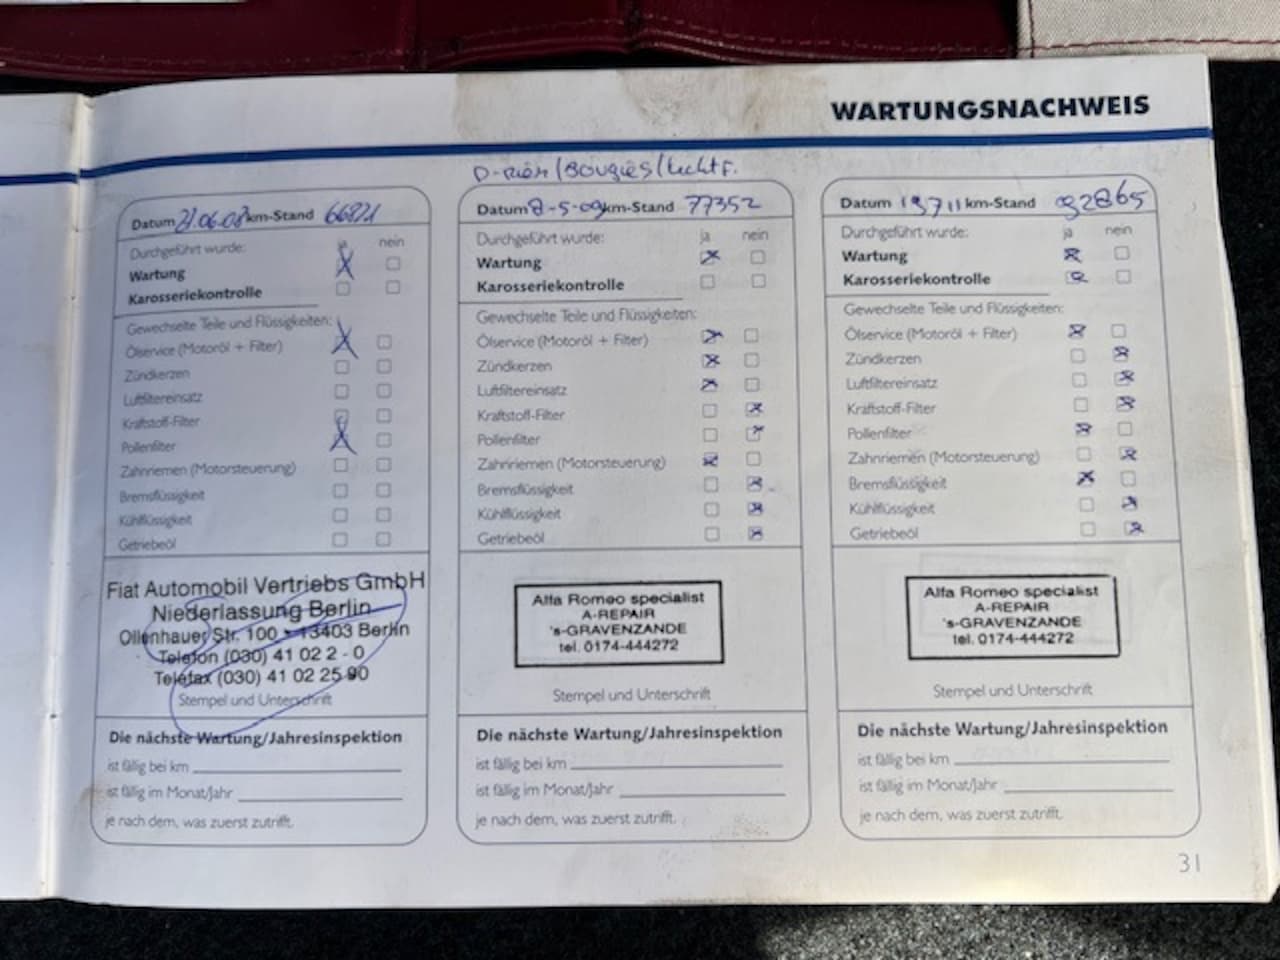 WARTUNGSNACHWEIS
D-Riem/Bougies/Luchtf.
Datum 21.06.08 km-Stand 66821
Durchgeführt wurde: ja nein
Wartung
Karosseriekontrolle
Gewechselte Teile und Flüssigkeiten:
Ölservice (Motoröl + Filter)
Zündkerzen
Luftfiltereinsatz
Kraftstoff-Filter
Pollenfilter
Zahnriemen (Motorsteuerung)
Bremsflüssigkeit
Kühlflüssigkeit
Getriebeöl
Fiat Automobil Vertriebs GmbH
Niederlassung Berlin
Ollenhauer Str. 100 - 13403 Berlin
Telefon (030) 41 02 2 - 0
Telefax (030) 41 02 25 90
Stempel und Unterschrift
Die nächste Wartung/Jahresinspektion
ist fällig bei km
ist fällig im Monat/Jahr
je nach dem, was zuerst zutrifft.
Datum 8-5-09 km-Stand 77352
Durchgeführt wurde: ja nein
Wartung
Karosseriekontrolle
Gewechselte Teile und Flüssigkeiten:
Ölservice (Motoröl + Filter)
Zündkerzen
Luftfiltereinsatz
Kraftstoff-Filter
Pollenfilter
Zahnriemen (Motorsteuerung)
Bremsflüssigkeit
Kühlflüssigkeit
Getriebeöl
Alfa Romeo specialist
A-REPAIR
's-GRAVENZANDE
tel. 0174-444272
Stempel und Unterschrift
Die nächste Wartung/Jahresinspektion
ist fällig bei km
ist fällig im Monat/Jahr
je nach dem, was zuerst zutrifft.
Datum km-Stand 92865
Durchgeführt wurde: ja nein
Wartung
Karosseriekontrolle
Gewechselte Teile und Flüssigkeiten:
Ölservice (Motoröl + Filter)
Zündkerzen
Luftfiltereinsatz
Kraftstoff-Filter
Pollenfilter
Zahnriemen (Motorsteuerung)
Bremsflüssigkeit
Kühlflüssigkeit
Getriebeöl
Alfa Romeo specialist
A-REPAIR
's-GRAVENZANDE
tel. 0174-444272
Stempel und Unterschrift
Die nächste Wartung/Jahresinspektion
ist fällig bei km
ist fällig im Monat/Jahr
je nach dem, was zuerst zutrifft.
31